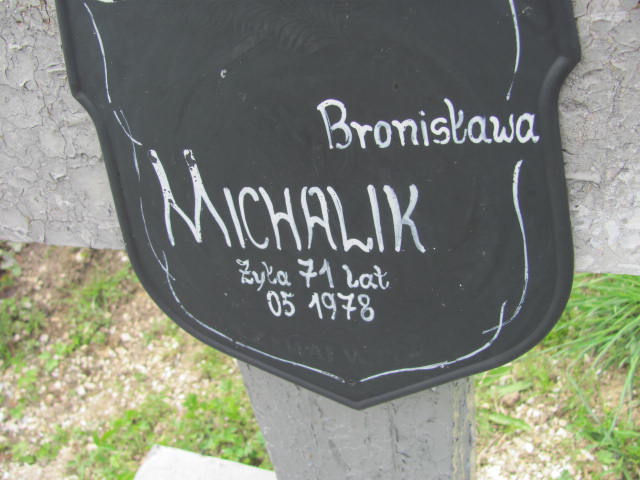 Bronisława
MICHALIK
żyła 71 lat
05 1978